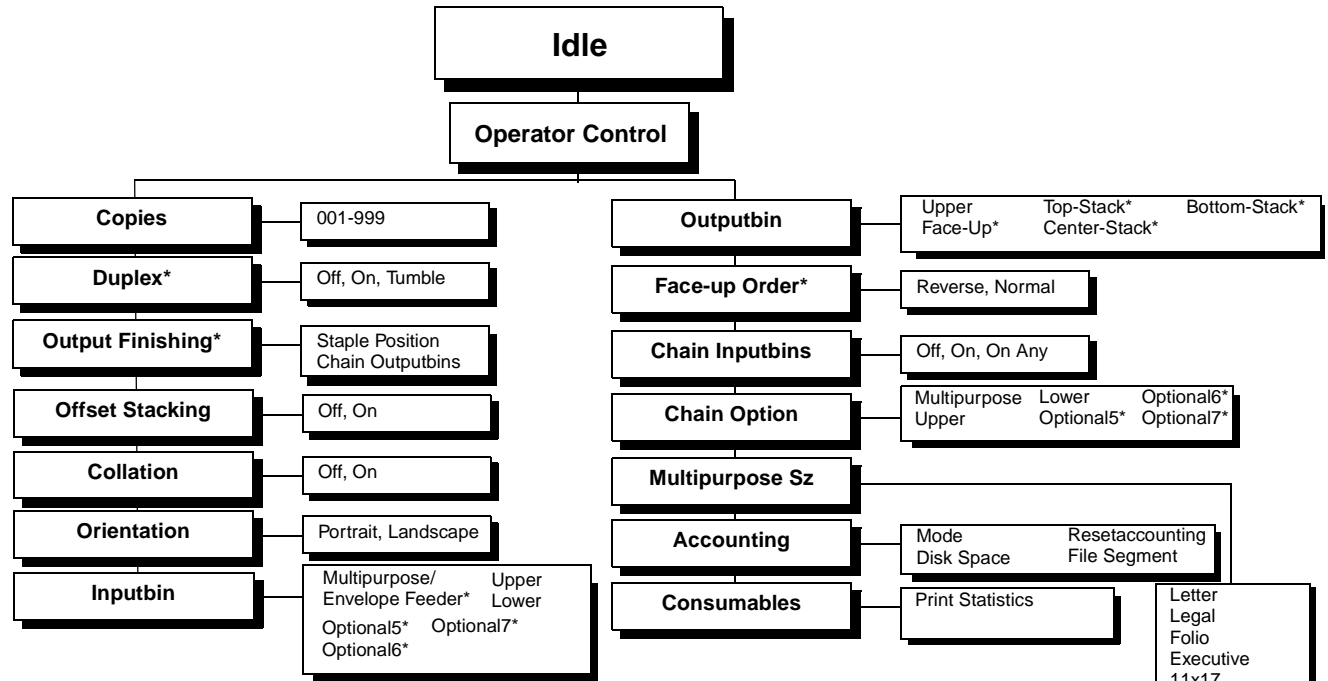 Idle
Operator Control
Copies
001-999
Duplex*
Off, On, Tumble
Output Finishing*
Staple Position
Chain Outputbins
Offset Stacking
Off, On
Collation
Off, On
Orientation
Portrait, Landscape
Inputbin
Multipurpose/ Upper
Envelope Feeder* Lower
Optional5* Optional7*
Optional6*
Outputbin
Upper Top-Stack* Bottom-Stack*
Face-Up* Center-Stack*
Face-up Order*
Reverse, Normal
Chain Inputbins
Off, On, On Any
Chain Option
Multipurpose Lower Optional6*
Upper Optional5* Optional7*
Multipurpose Sz
Letter
Legal
Folio
Executive
11x17
Accounting
Mode Resetaccounting
Disk Space File Segment
Consumables
Print Statistics